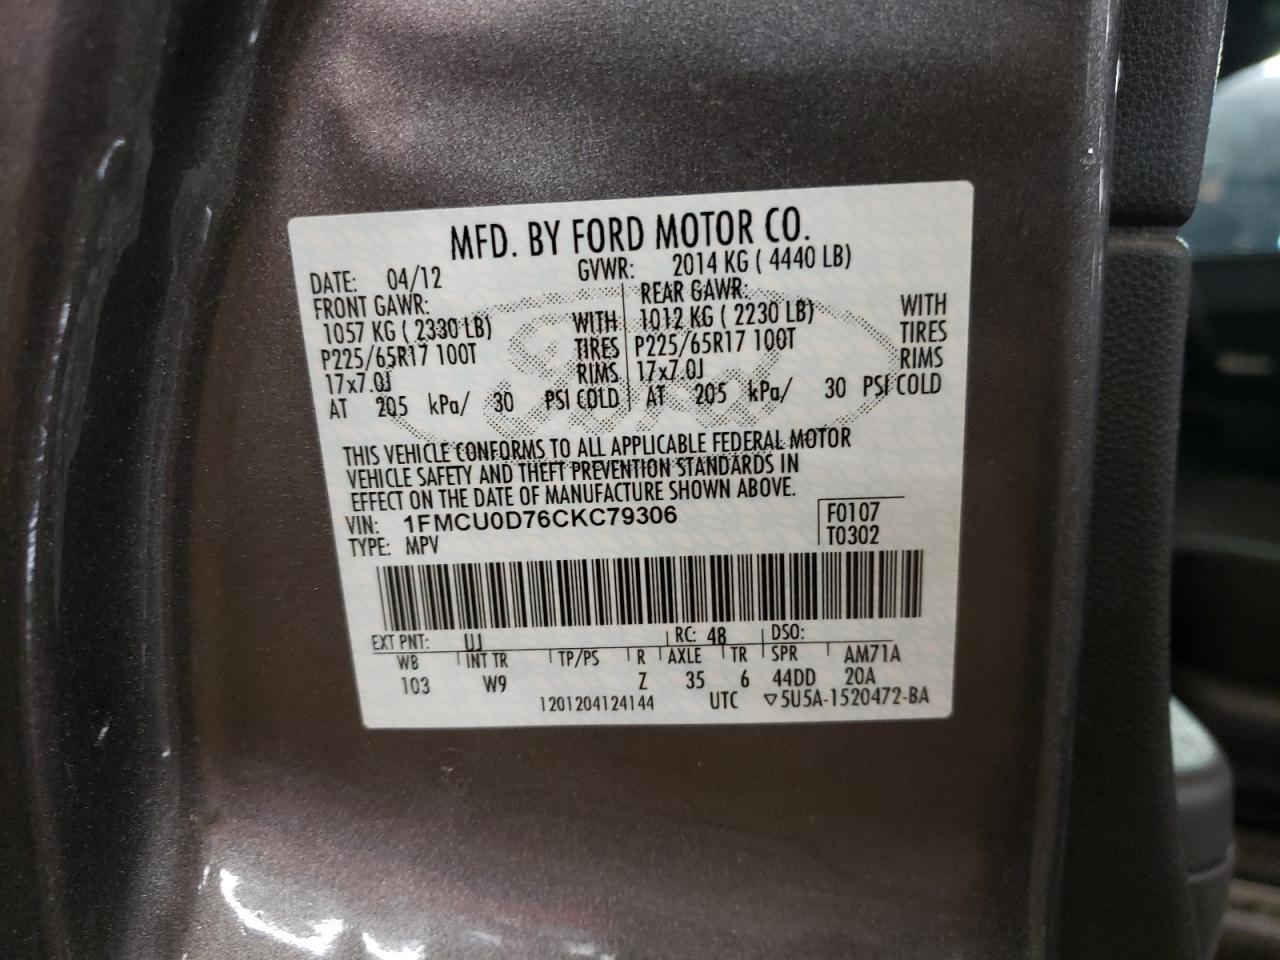 MFD. BY FORD MOTOR CO.
DATE: 04/12 GVWR: 2014 KG ( 4440 LB)
FRONT GAWR: REAR GAWR:
1057 KG ( 2330 LB) WITH 1012 KG ( 2230 LB) WITH
P225/65R17 100T TIRES P225/65R17 100T TIRES
17x7.0J RIMS 17x7.0J RIMS
AT 205 kPa/ 30 PSI COLD AT 205 kPa/ 30 PSI COLD
THIS VEHICLE CONFORMS TO ALL APPLICABLE FEDERAL MOTOR
VEHICLE SAFETY AND THEFT PREVENTION STANDARDS IN
EFFECT ON THE DATE OF MANUFACTURE SHOWN ABOVE.
VIN: 1FMCU0D76CKC79306 F0107
TYPE: MPV T0302
EXT PNT: UJ RC: 48 DSO:
WB INT TR TP/PS R AXLE TR SPR AM71A
103 W9 Z 35 6 44DD 20A
1201204124144 UTC ▽5U5A-1520472-BA